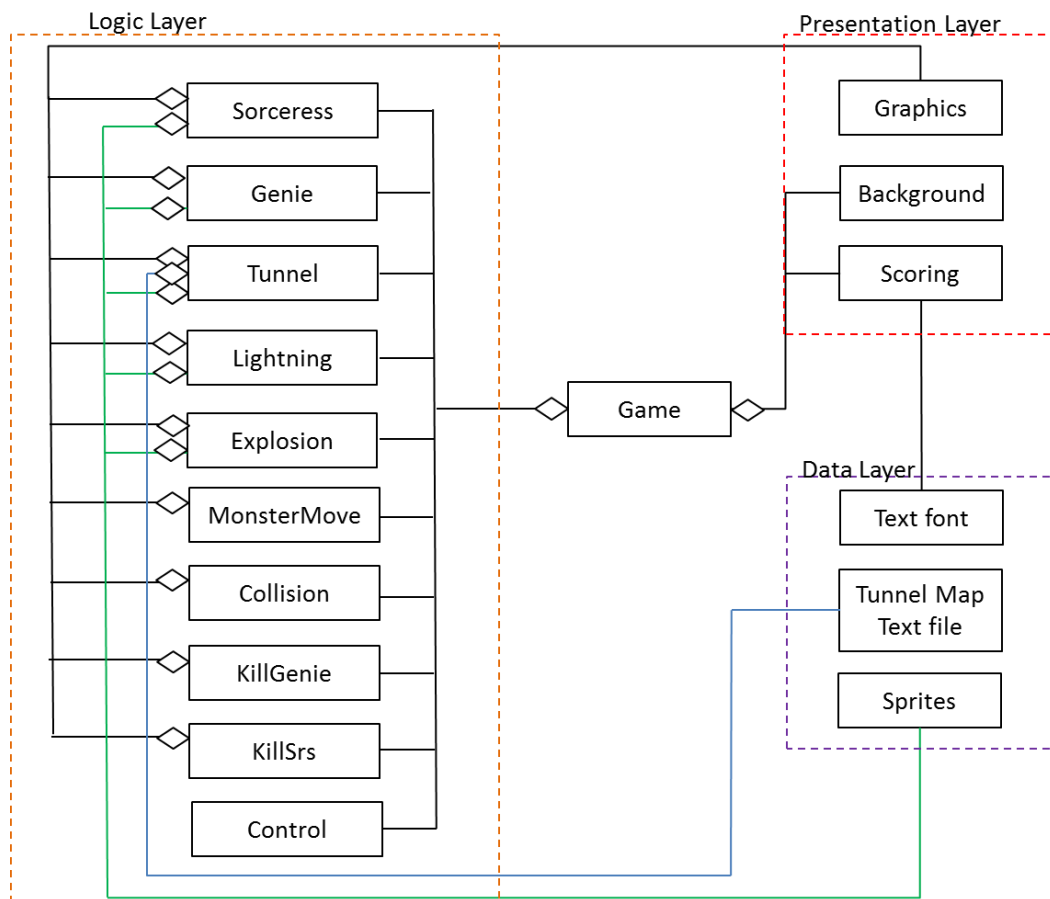 Logic Layer
Presentation Layer
Sorceress
Genie
Tunnel
Lightning
Explosion
MonsterMove
Collision
KillGenie
KillSrs
Control
Game
Graphics
Background
Scoring
Data Layer
Text font
Tunnel Map
Text file
Sprites